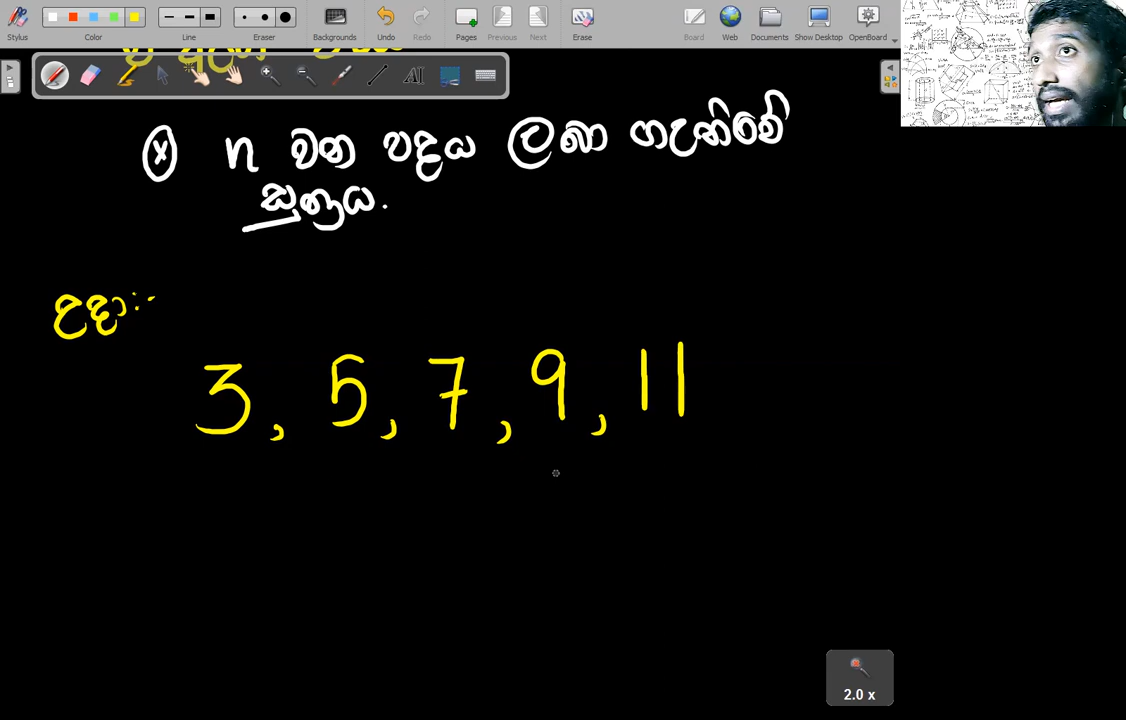 Stylus
Color
Line
Eraser
Backgrounds
Undo
Redo
Pages
Previous
Next
Erase
Board
Web
Documents
Show Desktop
OpenBoard
AI
⊗ n වන පදය ලබා ගැනීමේ
සූත්‍රය.
උදා:-
3, 5, 7, 9, 11
2.0 x